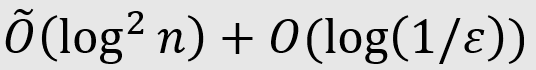 Õ(log² n) + O(log(1/ε))